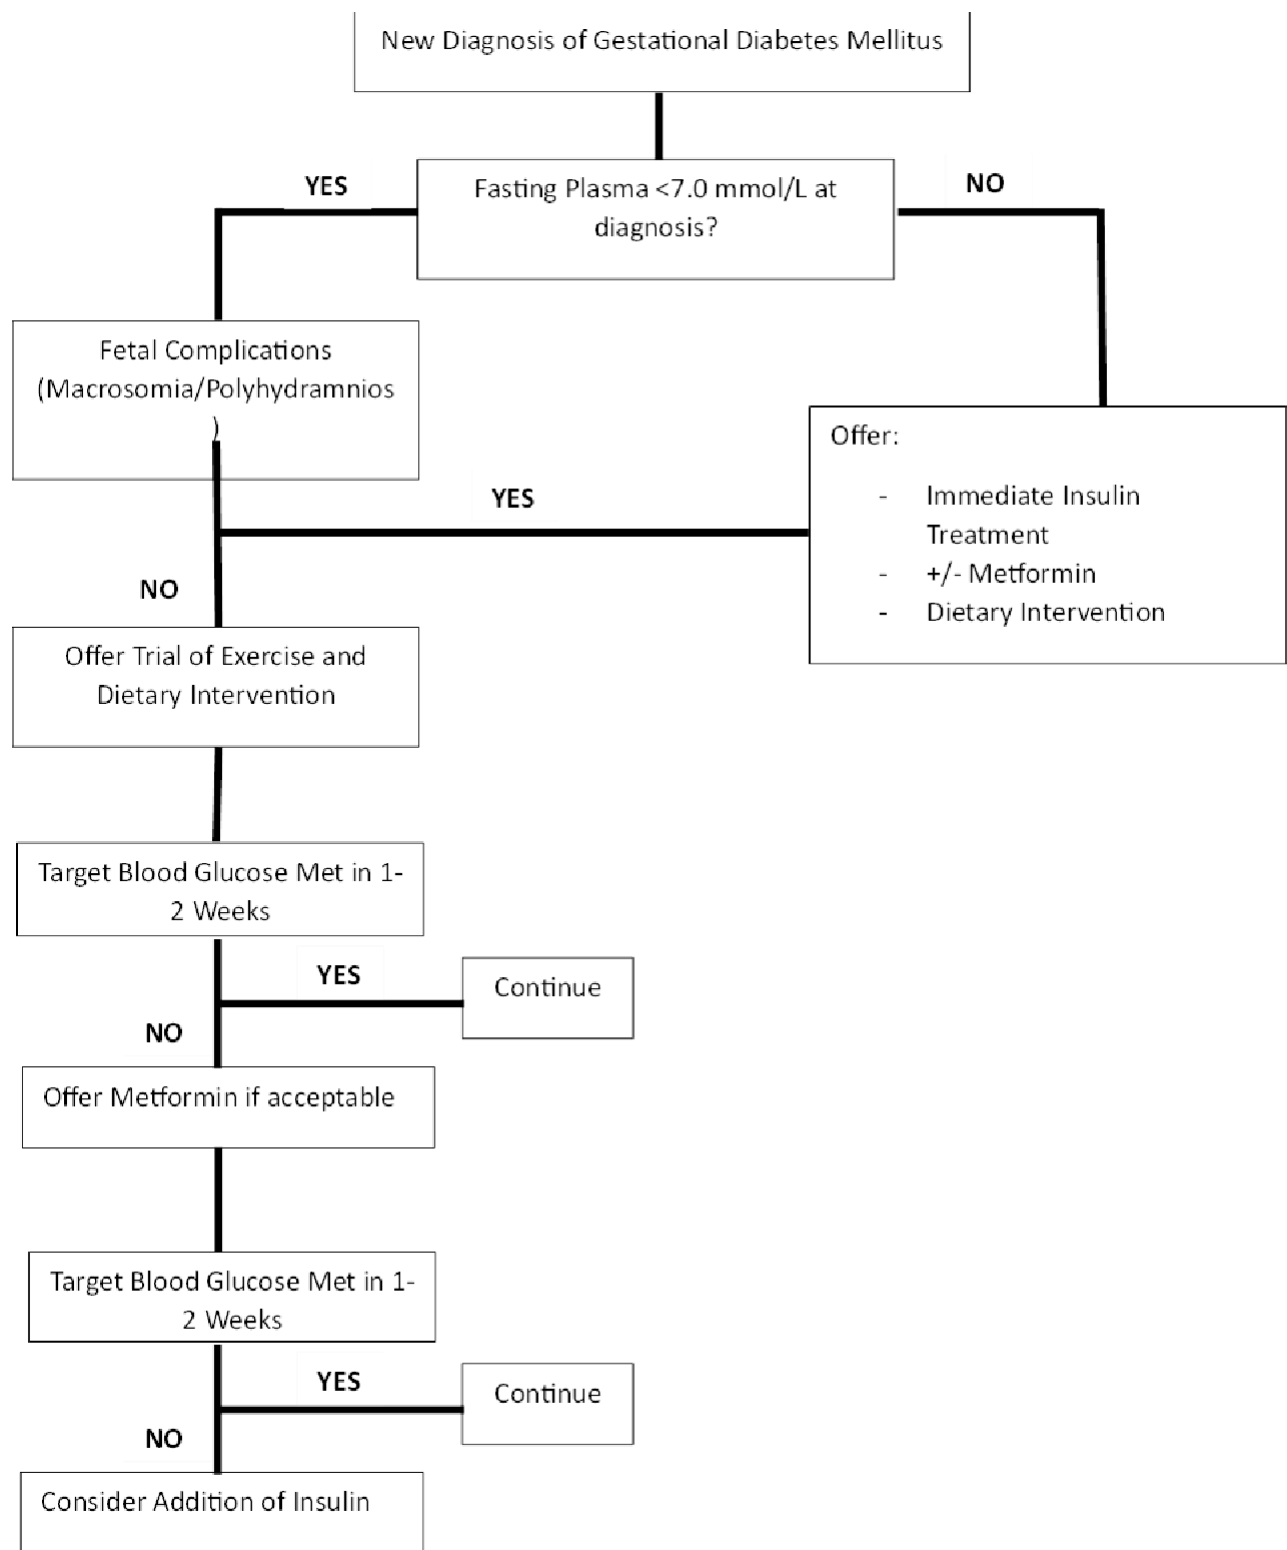 New Diagnosis of Gestational Diabetes Mellitus
YES
Fasting Plasma <7.0 mmol/L at
diagnosis?
NO
Fetal Complications
(Macrosomia/Polyhydramnios
)
YES
Offer:
- Immediate Insulin
Treatment
- +/- Metformin
- Dietary Intervention
NO
Offer Trial of Exercise and
Dietary Intervention
Target Blood Glucose Met in 1-
2 Weeks
YES
Continue
NO
Offer Metformin if acceptable
Target Blood Glucose Met in 1-
2 Weeks
YES
Continue
NO
Consider Addition of Insulin